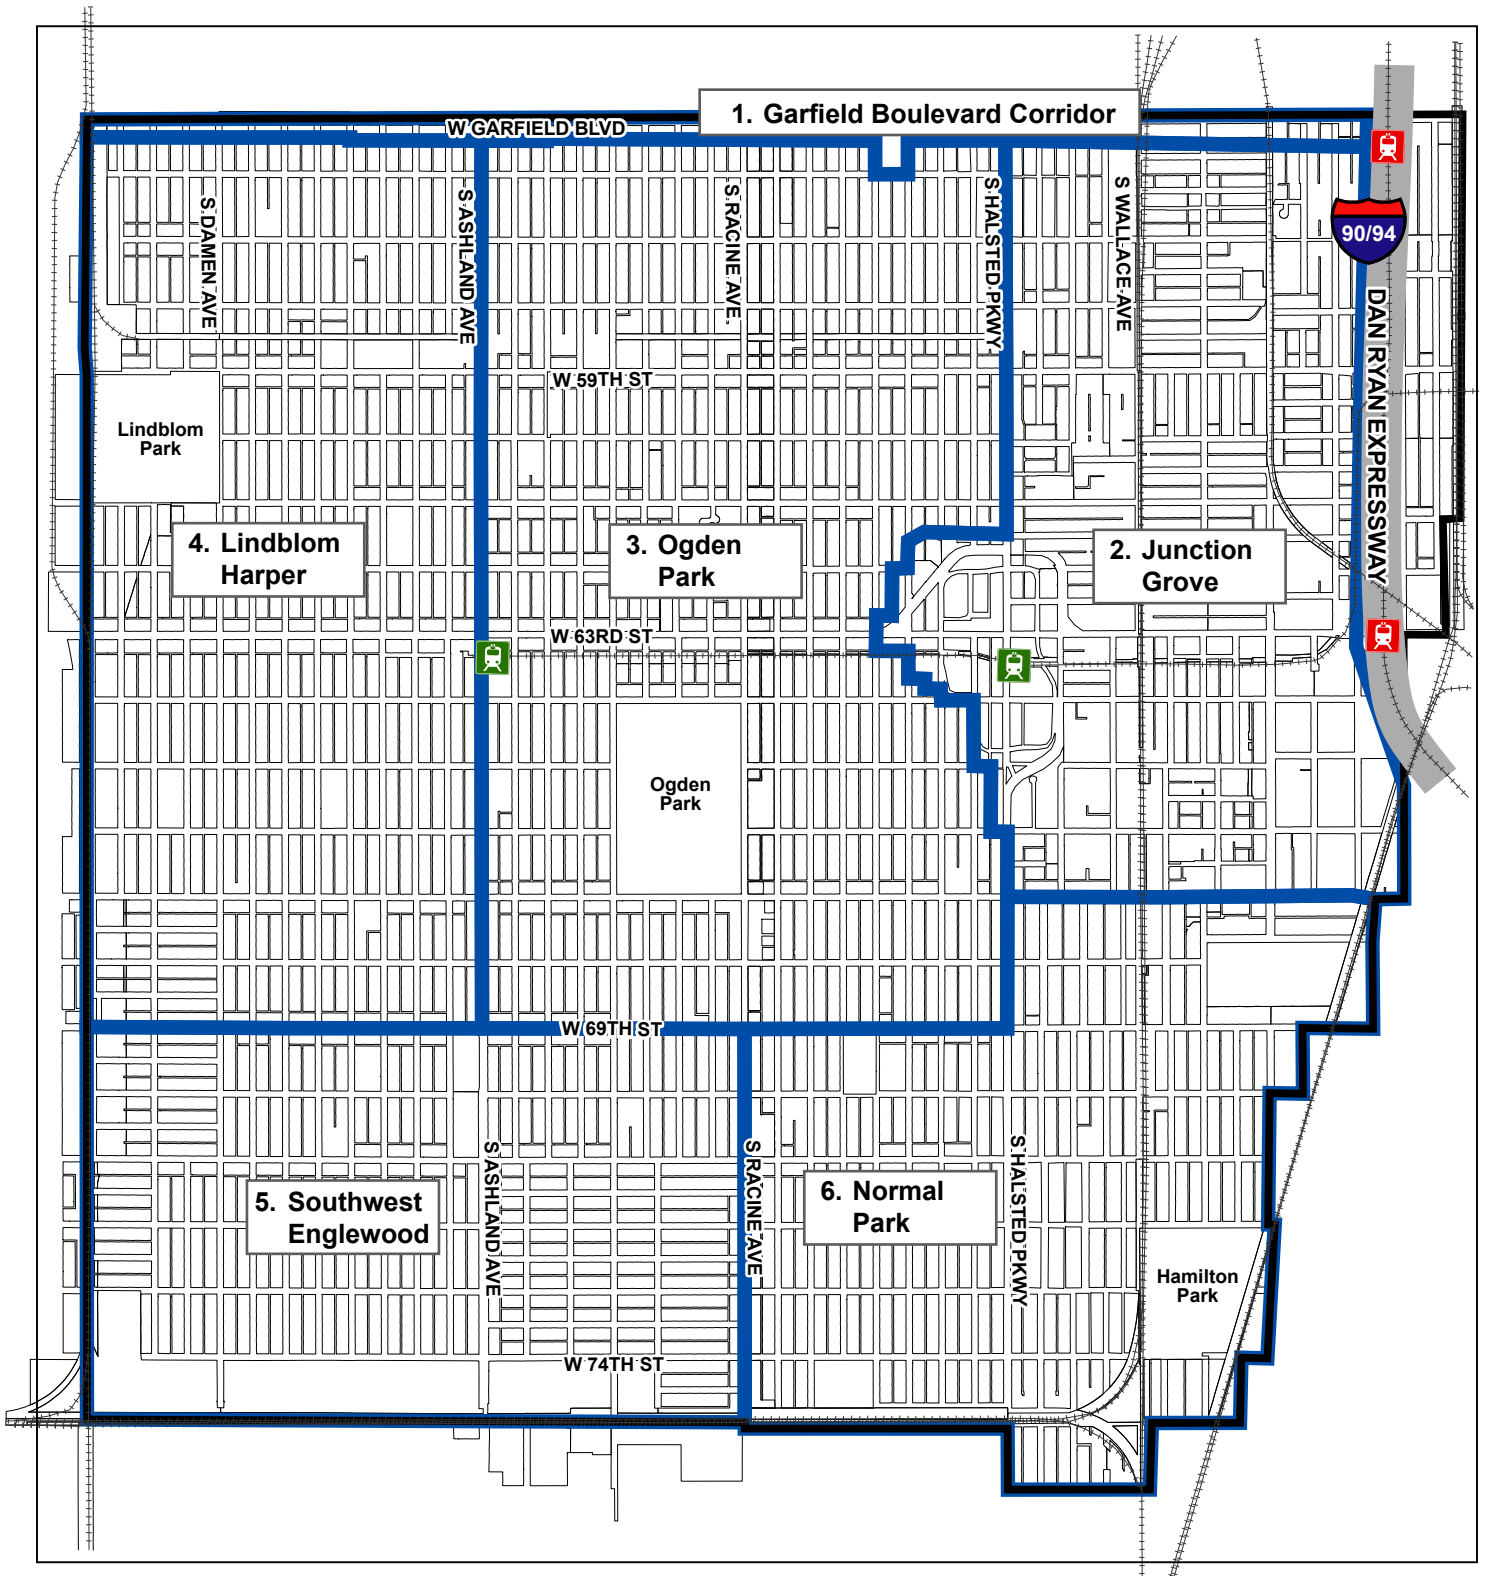 1. Garfield Boulevard Corridor
W GARFIELD BLVD
S DAMEN AVE
S ASHLAND AVE
S RACINE AVE
S HALSTED PKWY
S WALLACE AVE
90/94
DAN RYAN EXPRESSWAY
W 59TH ST
Lindblom
Park
4. Lindblom
Harper
3. Ogden
Park
2. Junction
Grove
W 63RD ST
Ogden
Park
W 69TH ST
S ASHLAND AVE
S RACINE AVE
S HALSTED PKWY
5. Southwest
Englewood
6. Normal
Park
Hamilton
Park
W 74TH ST